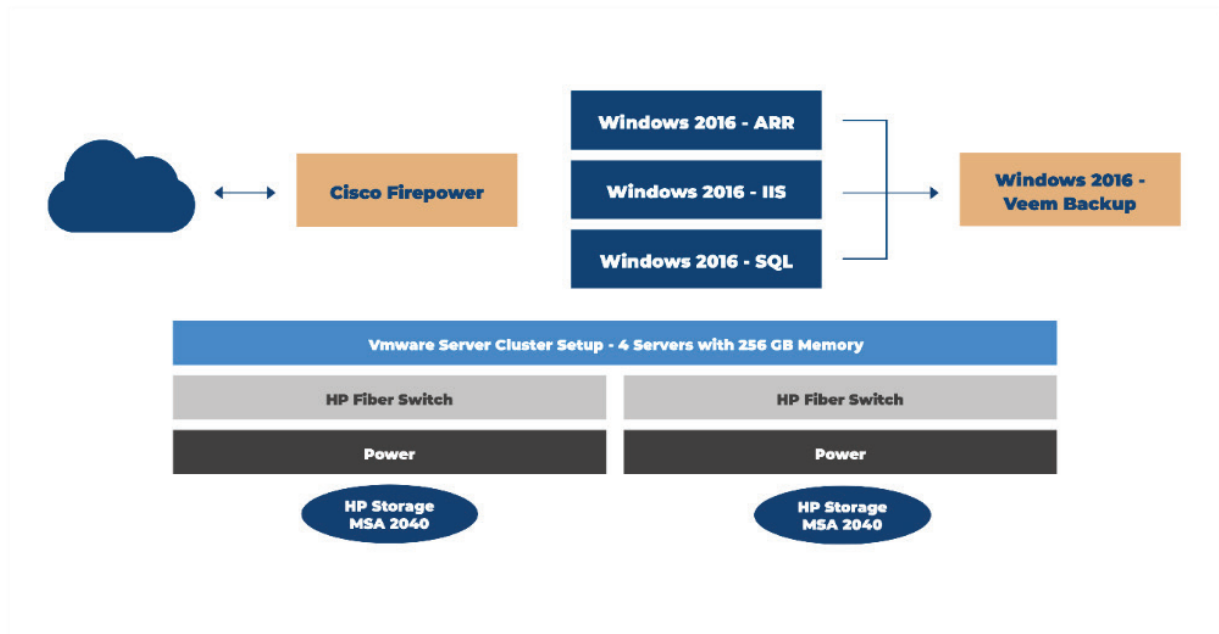 Windows 2016 - ARR
Cisco Firepower
Windows 2016 - IIS
Windows 2016 -
Veem Backup
Windows 2016 - SQL
Vmware Server Cluster Setup - 4 Servers with 256 GB Memory
HP Fiber Switch
HP Fiber Switch
Power
Power
HP Storage
MSA 2040
HP Storage
MSA 2040